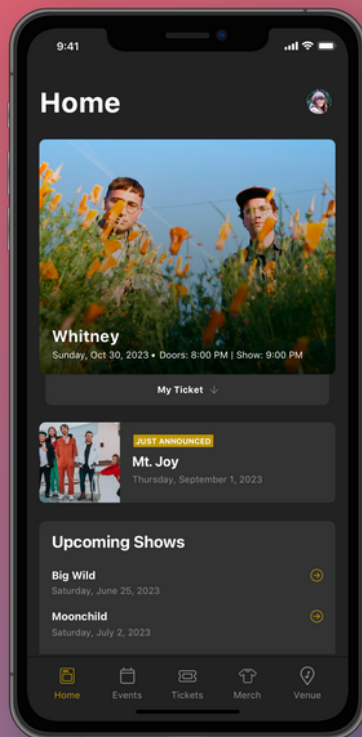 9:41
Home
Whitney
Sunday, Oct 30, 2023 • Doors: 8:00 PM | Show: 9:00 PM
My Ticket ↓
JUST ANNOUNCED
Mt. Joy
Thursday, September 1, 2023
Upcoming Shows
Big Wild
Saturday, June 25, 2023
Moonchild
Saturday, July 2, 2023
Home Events Tickets Merch Venue